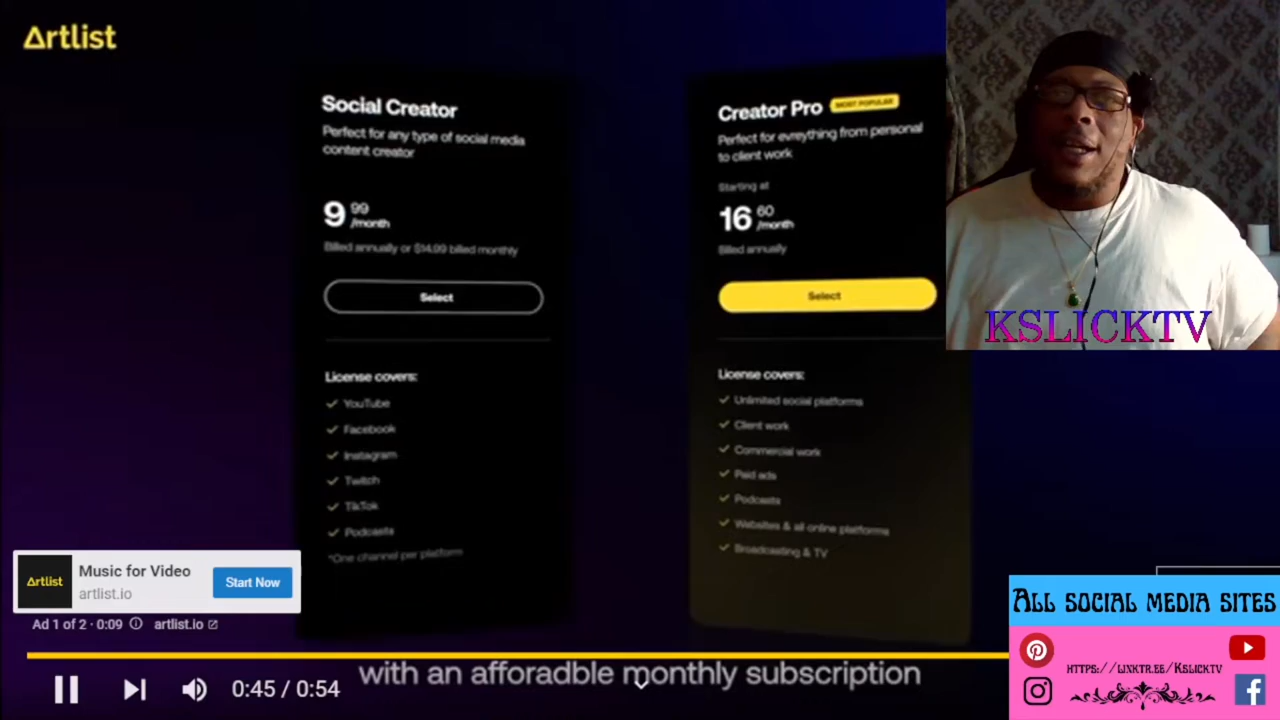 Artlist
Social Creator
Perfect for any type of social media
content creator
9 99
/month
Billed annually or $14.99 billed monthly
Select
License covers:
YouTube
Facebook
Instagram
Twitch
TikTok
Podcasts
*One channel per platform
Creator Pro MOST POPULAR
Perfect for evreything from personal
to client work
Starting at
16 60
/month
Billed annually
Select
License covers:
Unlimited social platforms
Client work
Commercial work
Paid ads
Podcasts
Websites & all online platforms
Broadcasting & TV
KSLICKTV
Artlist
Music for Video
artlist.io
Start Now
Ad 1 of 2 · 0:09 artlist.io
with an afforadble monthly subscription
0:45 / 0:54
All social media sites
https://linktr.ee/Kslicktv